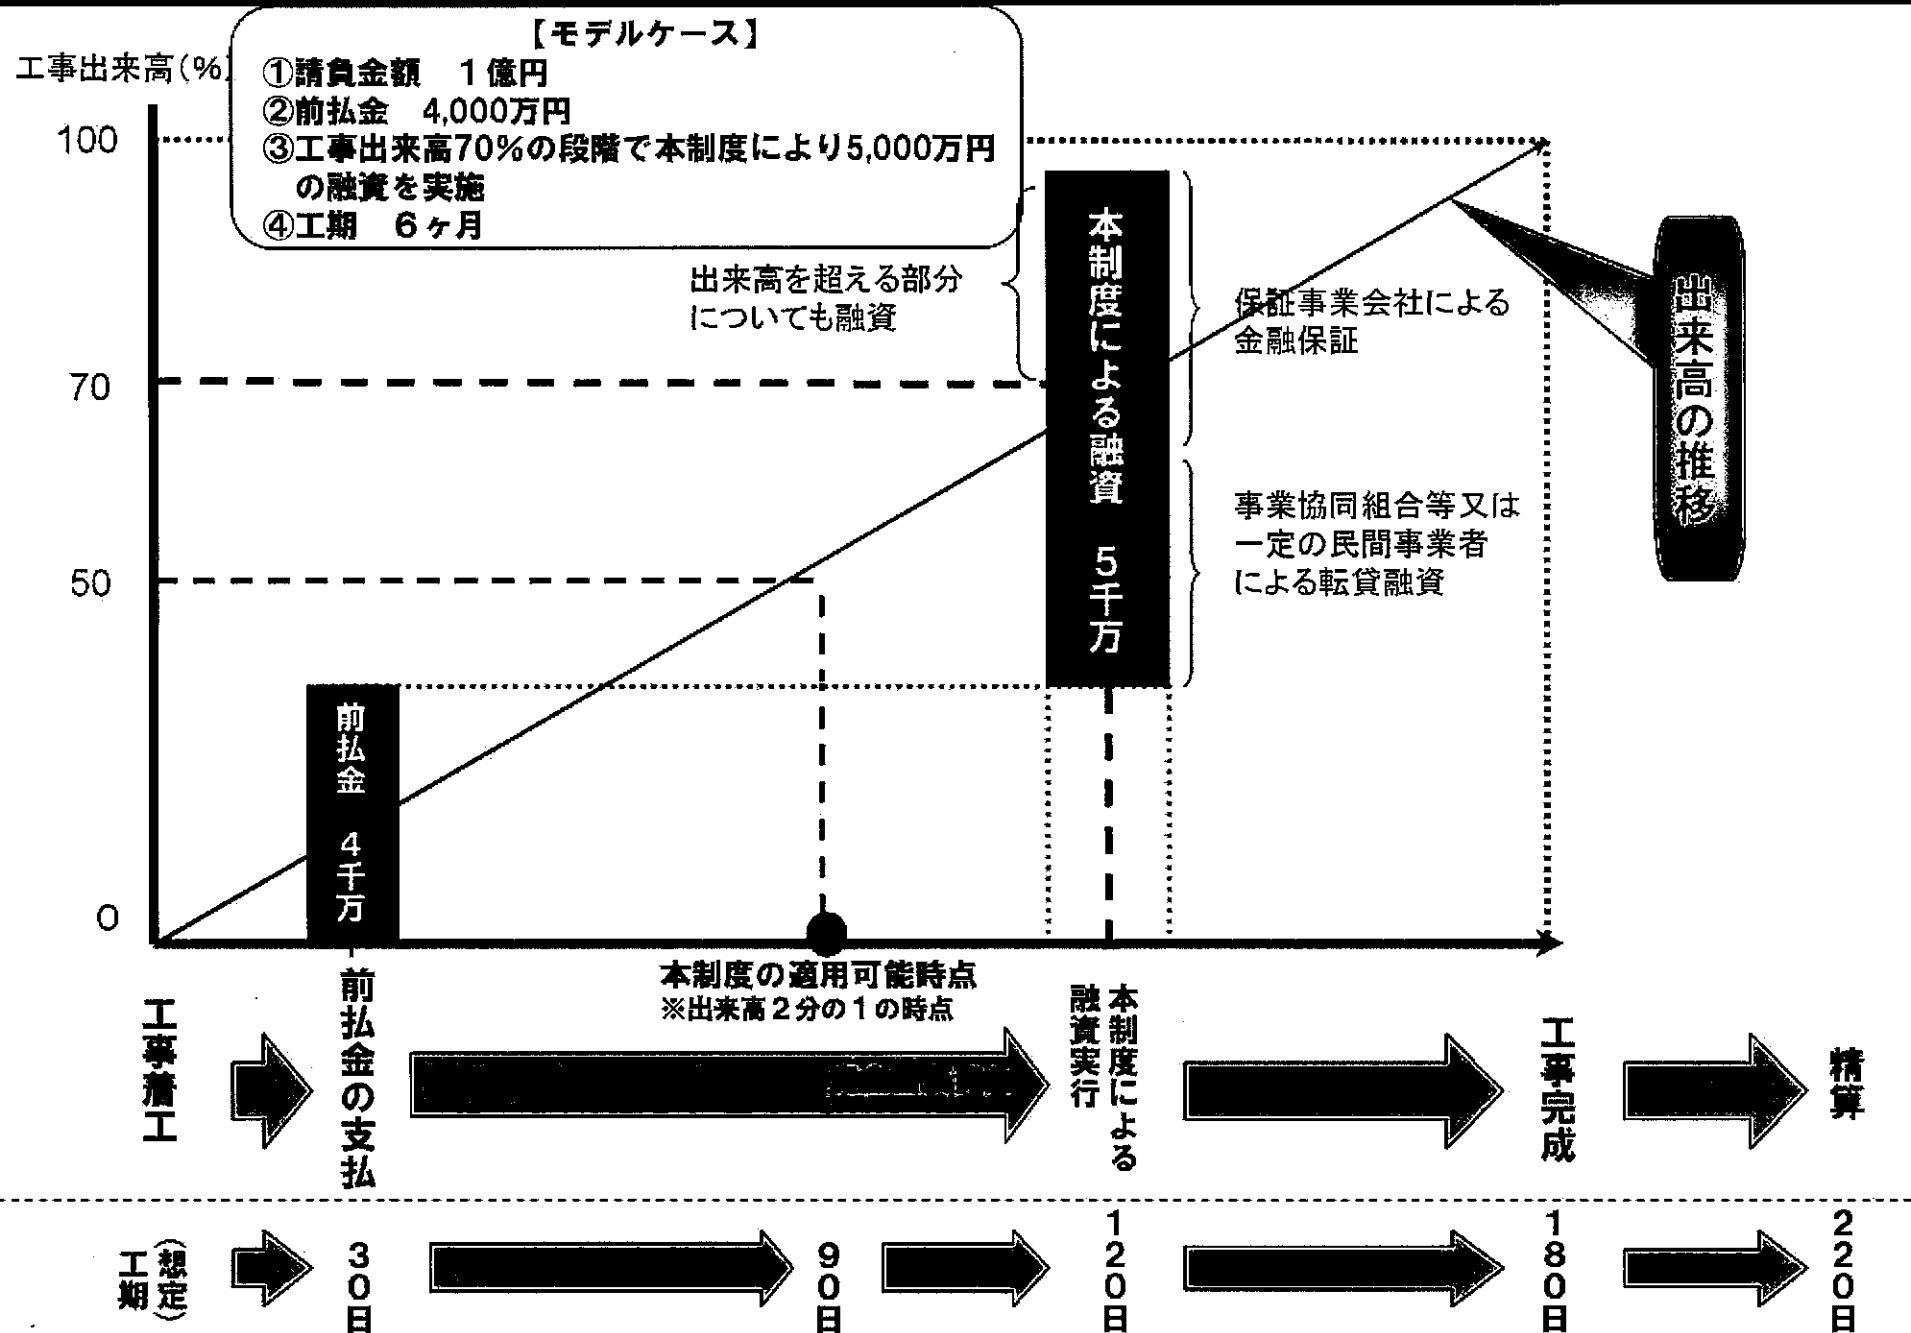 【モデルケース】
①請負金額　1億円
②前払金　4,000万円
③工事出来高70%の段階で本制度により5,000万円
の融資を実施
④工期　6ヶ月
工事出来高(%)
100
70
50
0
出来高を超える部分
についても融資
本制度による融資　5千万
保証事業会社による
金融保証
事業協同組合等又は
一定の民間事業者
による転貸融資
出来高の推移
前払金　4千万
本制度の適用可能時点
※出来高2分の1の時点
工事着工
前払金の支払
本制度による
融資実行
工事完成
精算
(想定)
工期
30日
90日
120日
180日
220日